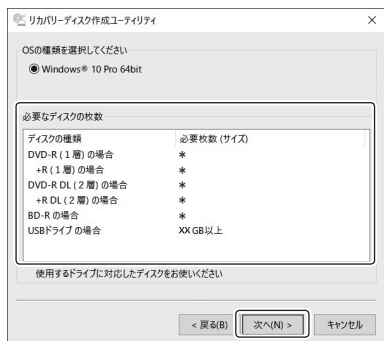 リカバリーディスク作成ユーティリティ
OSの種類を選択してください
Windows® 10 Pro 64bit
必要なディスクの枚数
ディスクの種類 必要枚数 (サイズ)
DVD-R (1層) の場合 *
+R (1層) の場合 *
DVD-R DL (2層) の場合 *
+R DL (2層) の場合 *
BD-R の場合 *
USBドライブ の場合 XX GB以上
使用するドライブに対応したディスクをお使いください
< 戻る(B) 次へ(N) > キャンセル